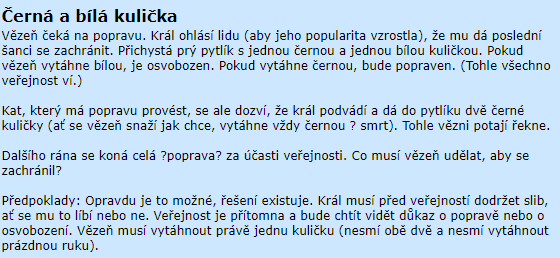 Černá a bílá kulička
Vězeň čeká na popravu. Král ohlásí lidu (aby jeho popularita vzrostla), že mu dá poslední
šanci se zachránit. Přichystá prý pytlík s jednou černou a jednou bílou kuličkou. Pokud
vězeň vytáhne bílou, je osvobozen. Pokud vytáhne černou, bude popraven. (Tohle všechno
veřejnost ví.)
Kat, který má popravu provést, se ale dozví, že král podvádí a dá do pytlíku dvě černé
kuličky (ať se vězeň snaží jak chce, vytáhne vždy černou ? smrt). Tohle vězni potají řekne.
Dalšího rána se koná celá ?poprava? za účasti veřejnosti. Co musí vězeň udělat, aby se
zachránil?
Předpoklady: Opravdu je to možné, řešení existuje. Král musí před veřejností dodržet slib,
ať se mu to líbí nebo ne. Veřejnost je přítomna a bude chtít vidět důkaz o popravě nebo o
osvobození. Vězeň musí vytáhnout právě jednu kuličku (nesmí obě dvě a nesmí vytáhnout
prázdnou ruku).